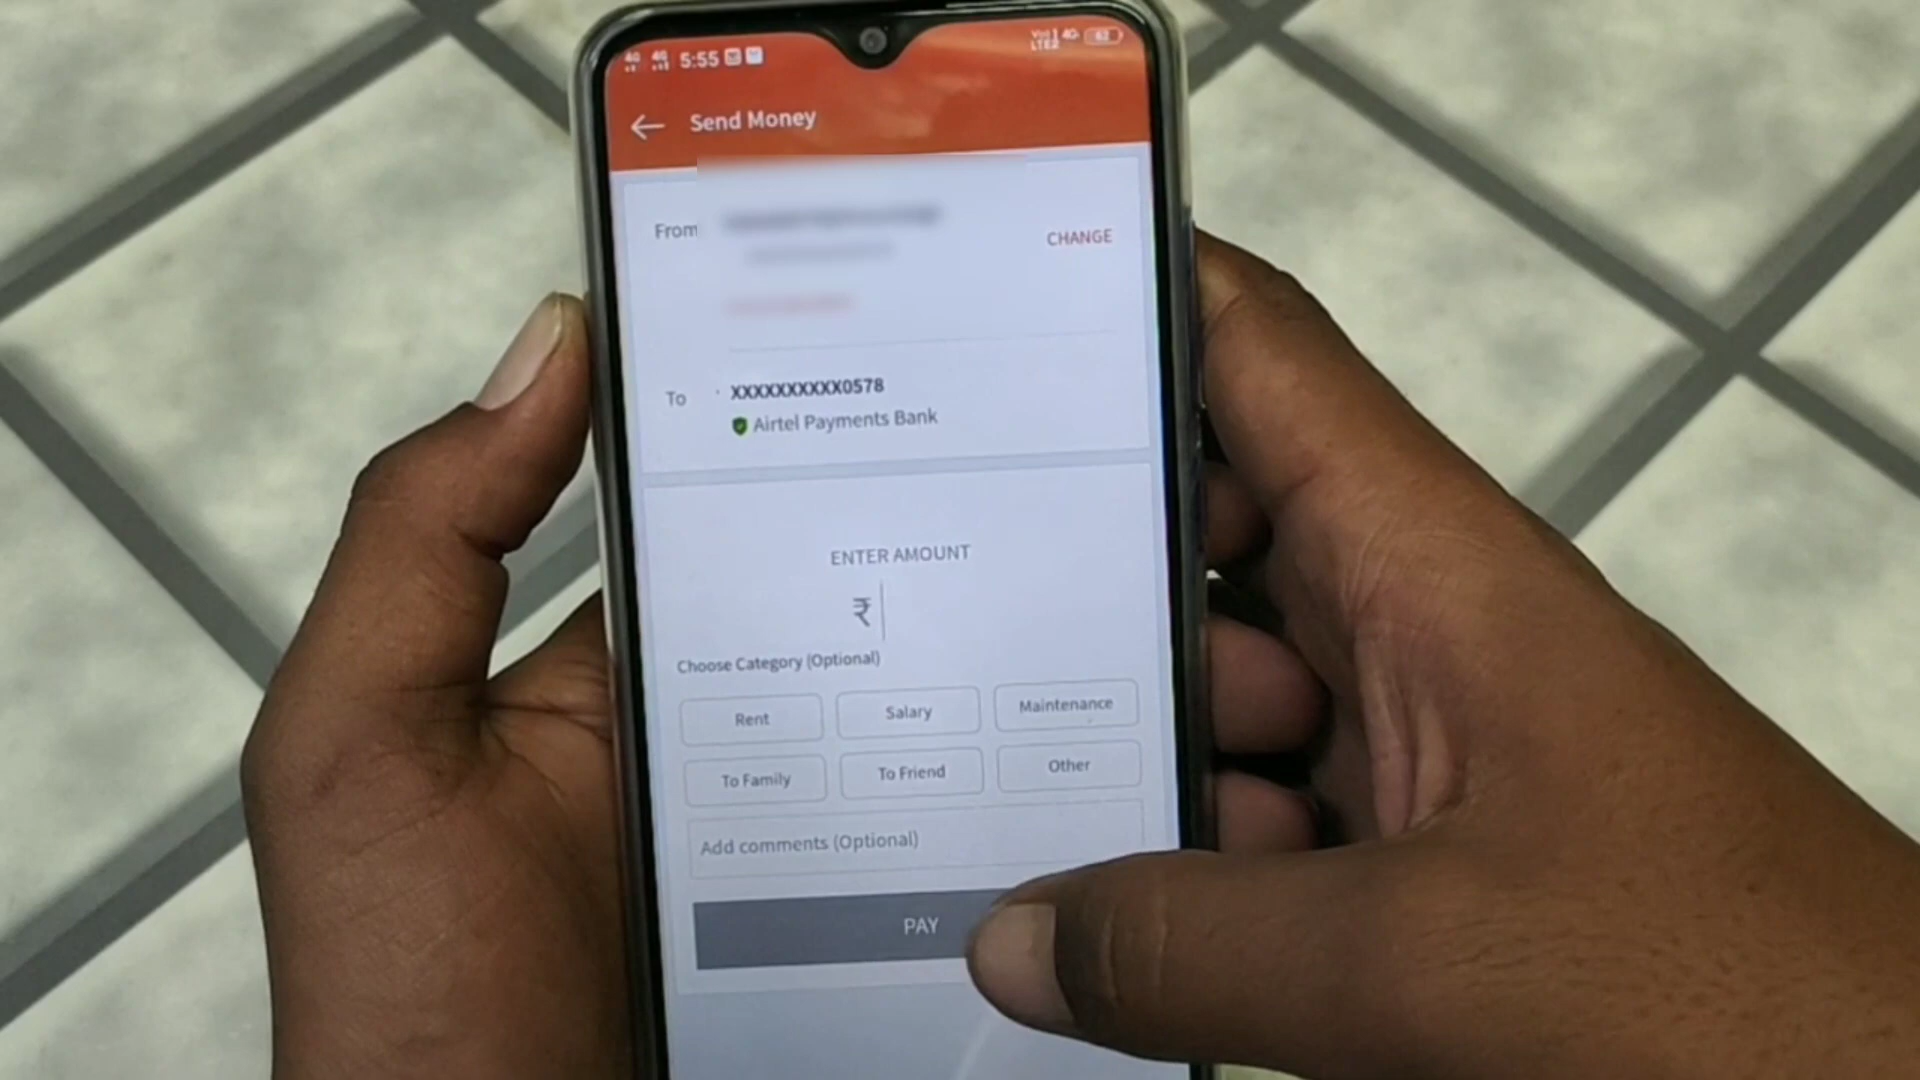 5:55
Send Money
From
CHANGE
To
XXXXXXXXXX0578
Airtel Payments Bank
ENTER AMOUNT
₹
Choose Category (Optional)
Rent Salary Maintenance
To Family To Friend Other
Add comments (Optional)
PAY